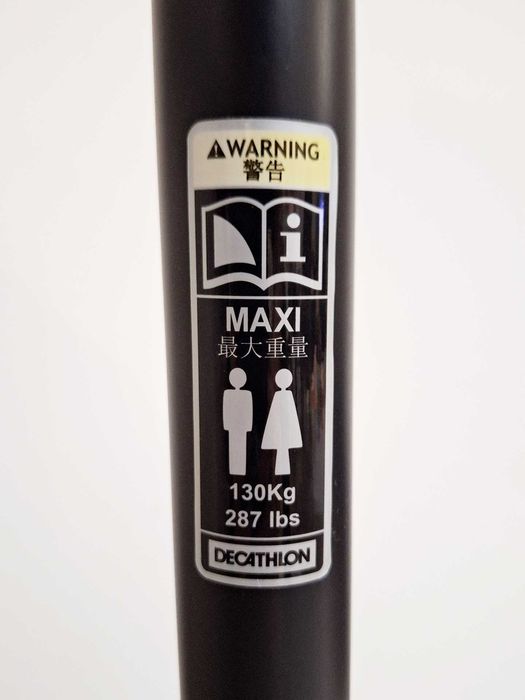 WARNING
警告
i
MAXI
最大重量
130Kg
287 lbs
DECATHLON